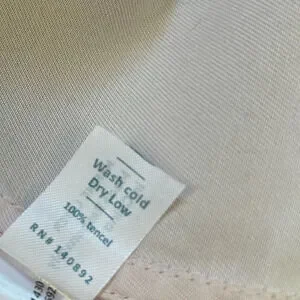 Wash cold
Dry Low
100% tencel
RN# 140892